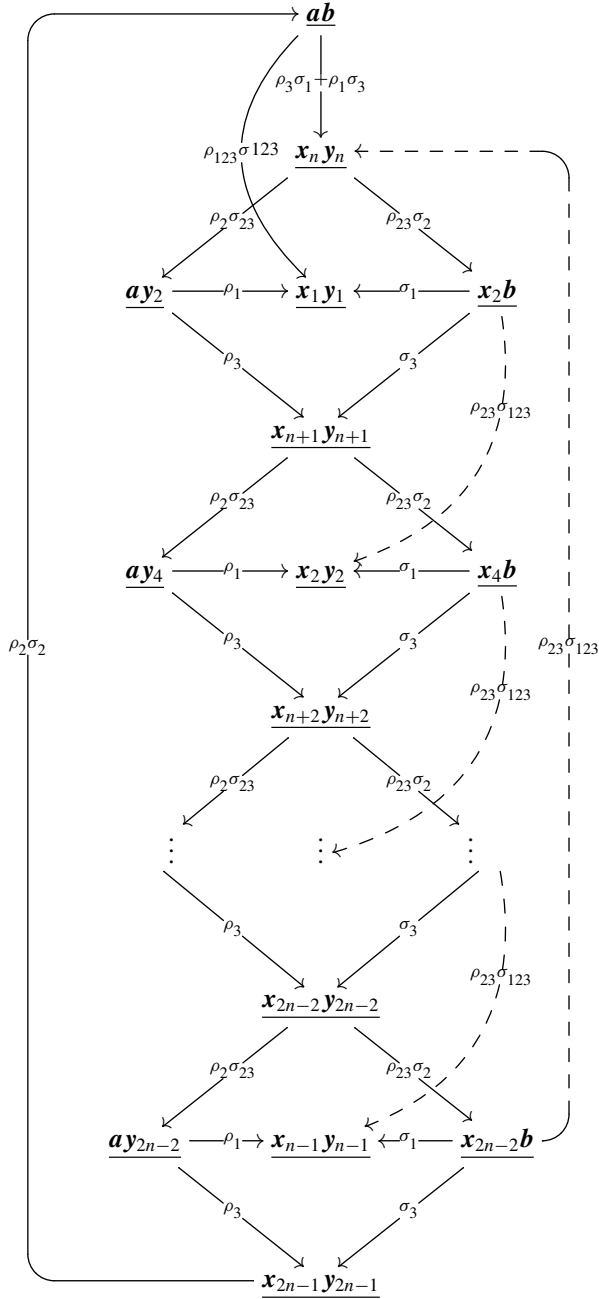 ab
ρ₃σ₁+ρ₁σ₃
ρ₁₂₃σ123
xₙyₙ
ρ₂σ₂₃ ρ₂₃σ₂
ay₂ ρ₁ x₁y₁ σ₁ x₂b
ρ₃ σ₃ ρ₂₃σ₁₂₃
xₙ₊₁yₙ₊₁
ρ₂σ₂₃ ρ₂₃σ₂
ay₄ ρ₁ x₂y₂ σ₁ x₄b
ρ₂σ₂ ρ₃ σ₃ ρ₂₃σ₁₂₃
ρ₂₃σ₁₂₃
xₙ₊₂yₙ₊₂
ρ₂σ₂₃ ρ₂₃σ₂
⋮ ⋮ ⋮
ρ₃ σ₃
ρ₂₃σ₁₂₃
x₂ₙ₋₂y₂ₙ₋₂
ρ₂σ₂₃ ρ₂₃σ₂
ay₂ₙ₋₂ ρ₁ xₙ₋₁yₙ₋₁ σ₁ x₂ₙ₋₂b
ρ₃ σ₃
x₂ₙ₋₁y₂ₙ₋₁